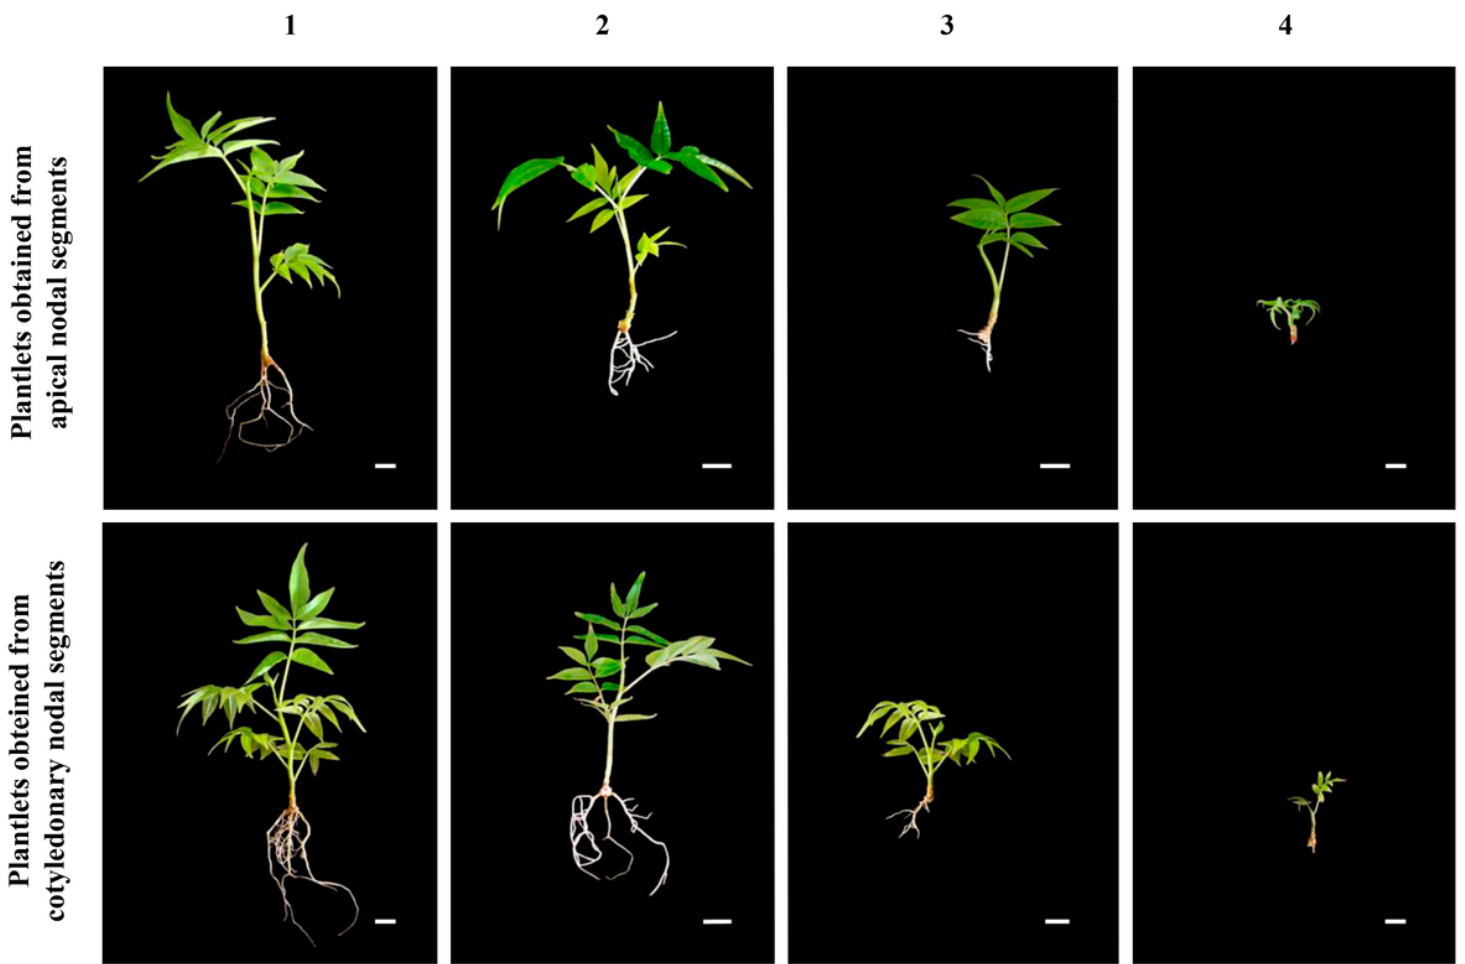 1 2 3 4
Plantlets obtained from
apical nodal segments
Plantlets obteined from
cotyledonary nodal segments